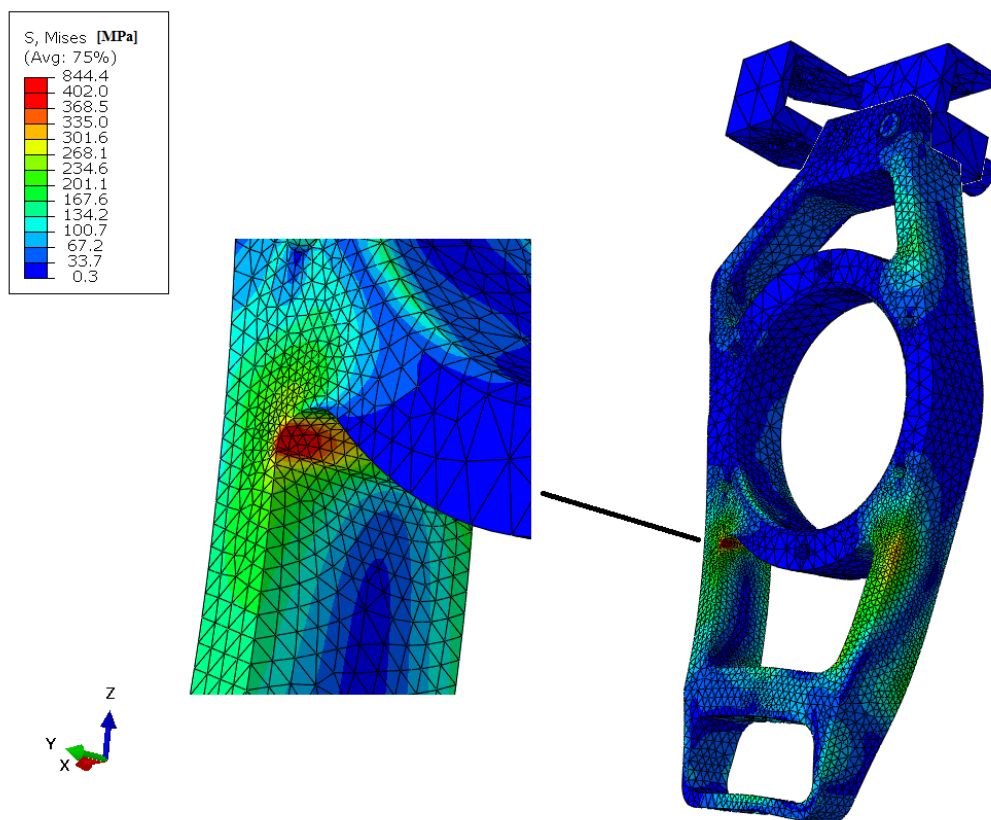 S, Mises [MPa]
(Avg: 75%)
844.4
402.0
368.5
335.0
301.6
268.1
234.6
201.1
167.6
134.2
100.7
67.2
33.7
0.3
Z
Y
X